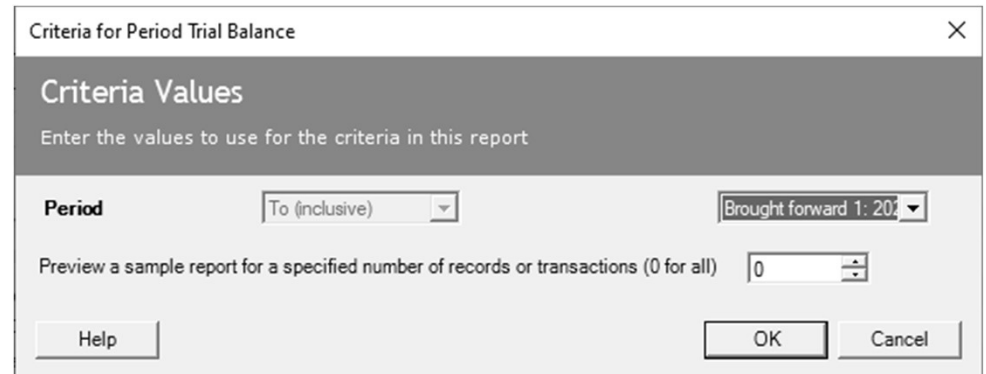 Criteria for Period Trial Balance
Criteria Values
Enter the values to use for the criteria in this report
Period To (inclusive) Brought forward 1: 202
Preview a sample report for a specified number of records or transactions (0 for all) 0
Help OK Cancel